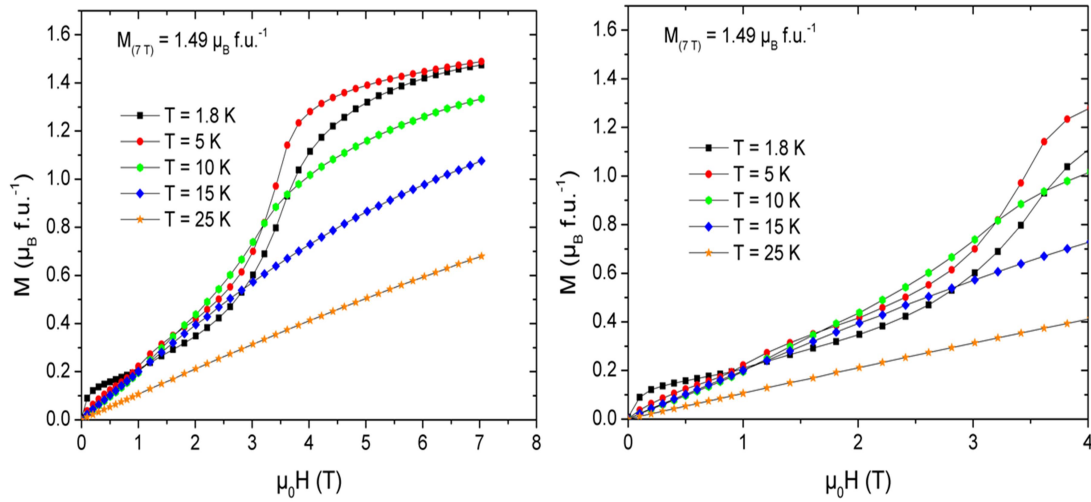 M(7 T) = 1.49 μB f.u.-1
T = 1.8 K
T = 5 K
T = 10 K
T = 15 K
T = 25 K
M (μB f.u.-1)
1.6
1.4
1.2
1.0
0.8
0.6
0.4
0.2
0.0
0 1 2 3 4 5 6 7 8
μ0H (T)
M(7 T) = 1.49 μB f.u.-1
T = 1.8 K
T = 5 K
T = 10 K
T = 15 K
T = 25 K
M (μB f.u.-1)
1.6
1.4
1.2
1.0
0.8
0.6
0.4
0.2
0.0
0 1 2 3 4
μ0H (T)